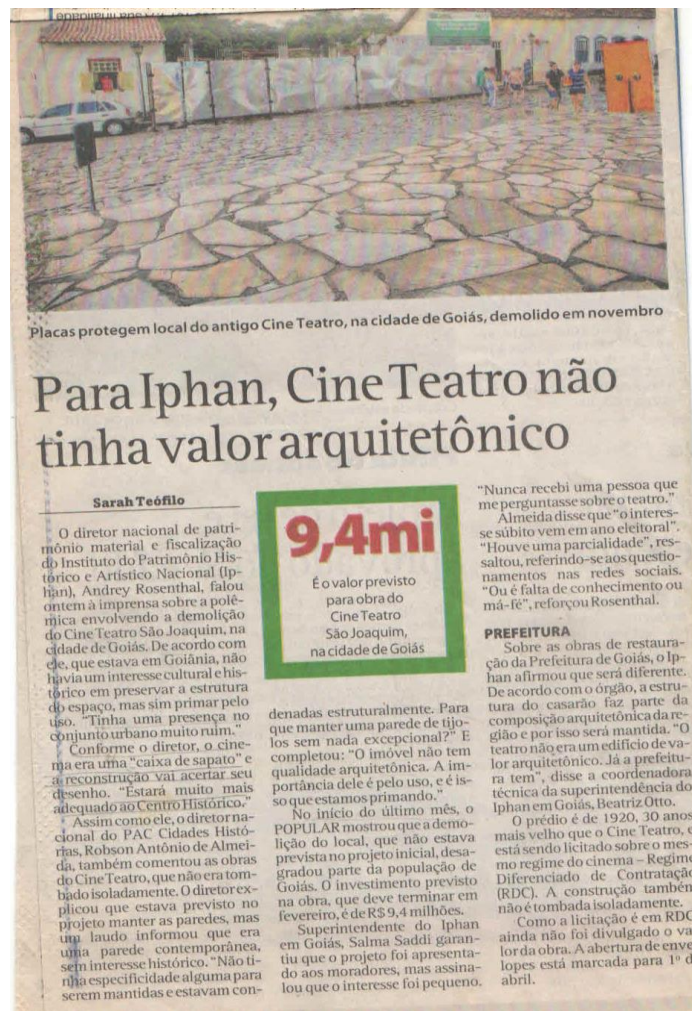 Placas protegem local do antigo Cine Teatro, na cidade de Goiás, demolido em novembro
Para Iphan, Cine Teatro não
tinha valor arquitetônico
Sarah Teófilo
O diretor nacional de patri-
mônio material e fiscalização
do Instituto do Patrimônio His-
tórico e Artístico Nacional (Ip-
han), Andrey Rosenthal, falou
ontem à imprensa sobre a polê-
mica envolvendo a demolição
do Cine Teatro São Joaquim, na
cidade de Goiás. De acordo com
ele, que estava em Goiânia, não
havia um interesse cultural e his-
tórico em preservar a estrutura
do espaço, mas sim primar pelo
uso. “Tinha uma presença no
conjunto urbano muito ruim.”
Conforme o diretor, o cine-
ma era uma “caixa de sapato” e
a reconstrução vai acertar seu
desenho. “Estará muito mais
adequado ao Centro Histórico.”
Assim como ele, o diretor na-
cional do PAC Cidades Histó-
rias, Robson Antônio de Almei-
da, também comentou as obras
do Cine Teatro, que não era tom-
bado isoladamente. O diretor ex-
plicou que estava previsto no
projeto manter as paredes, mas
um laudo informou que era
uma parede contemporânea,
sem interesse histórico. “Não ti-
nha especificidade alguma para
serem mantidas e estavam con-
9,4mi
É o valor previsto
para obra do
Cine Teatro
São Joaquim,
na cidade de Goiás
denadas estruturalmente. Para
que manter uma parede de tijo-
los sem nada excepcional?” E
completou: “O imóvel não tem
qualidade arquitetônica. A im-
portância dele é pelo uso, e é is-
so que estamos primando.”
No início do último mês, o
POPULAR mostrou que a demo-
lição do local, que não estava
prevista no projeto inicial, desa-
gradou parte da população de
Goiás. O investimento previsto
na obra, que deve terminar em
fevereiro, é de R$ 9,4 milhões.
Superintendente do Iphan
em Goiás, Salma Saddi garan-
tiu que o projeto foi apresenta-
do aos moradores, mas assina-
lou que o interesse foi pequeno.
“Nunca recebi uma pessoa que
me perguntasse sobre o teatro.”
Almeida disse que “o interes-
se súbito vem em ano eleitoral”.
“Houve uma parcialidade”, res-
saltou, referindo-se aos questio-
namentos nas redes sociais.
“Ou é falta de conhecimento ou
má-fé”, reforçou Rosenthal.
PREFEITURA
Sobre as obras de restaura-
ção da Prefeitura de Goiás, o Ip-
han afirmou que será diferente.
De acordo com o órgão, a estru-
tura do casarão faz parte da
composição arquitetônica da re-
gião e por isso será mantida. “O
teatro não era um edifício de va-
lor arquitetônico. Já a prefeitu-
ra tem”, disse a coordenadora
técnica da superintendência do
Iphan em Goiás, Beatriz Otto.
O prédio é de 1920, 30 anos
mais velho que o Cine Teatro, e
está sendo licitado sobre o mes-
mo regime do cinema – Regime
Diferenciado de Contratação
(RDC). A construção também
não é tombada isoladamente.
Como a licitação é em RDC,
ainda não foi divulgado o va-
lor da obra. A abertura de enve-
lopes está marcada para 1º d
abril.